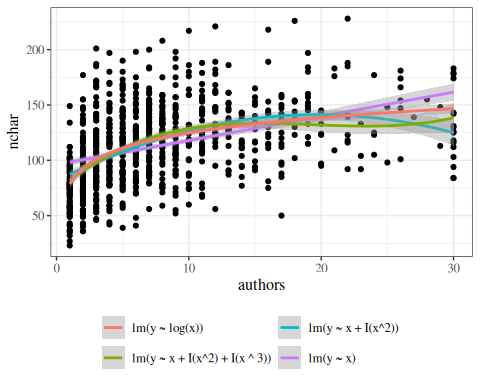 200
150
100
50
nchar
0 10 20 30
authors
lm(y ~ log(x)) lm(y ~ x + I(x^2))
lm(y ~ x + I(x^2) + I(x ^ 3)) lm(y ~ x)